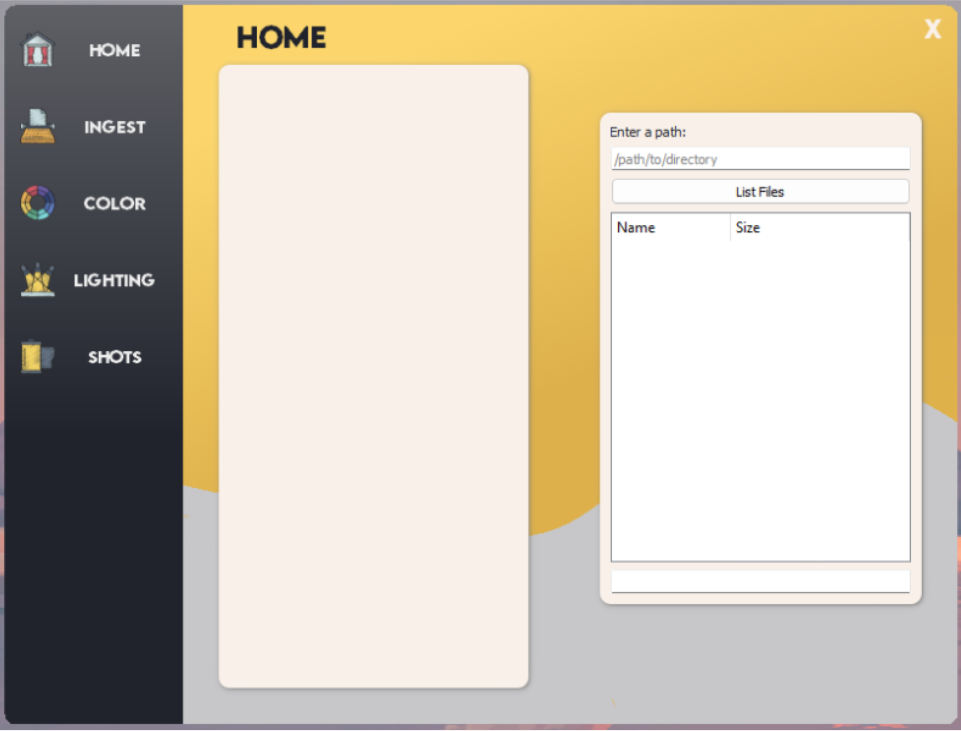 HOME
INGEST
COLOR
LIGHTING
SHOTS
HOME
X
Enter a path:
/path/to/directory
List Files
Name Size